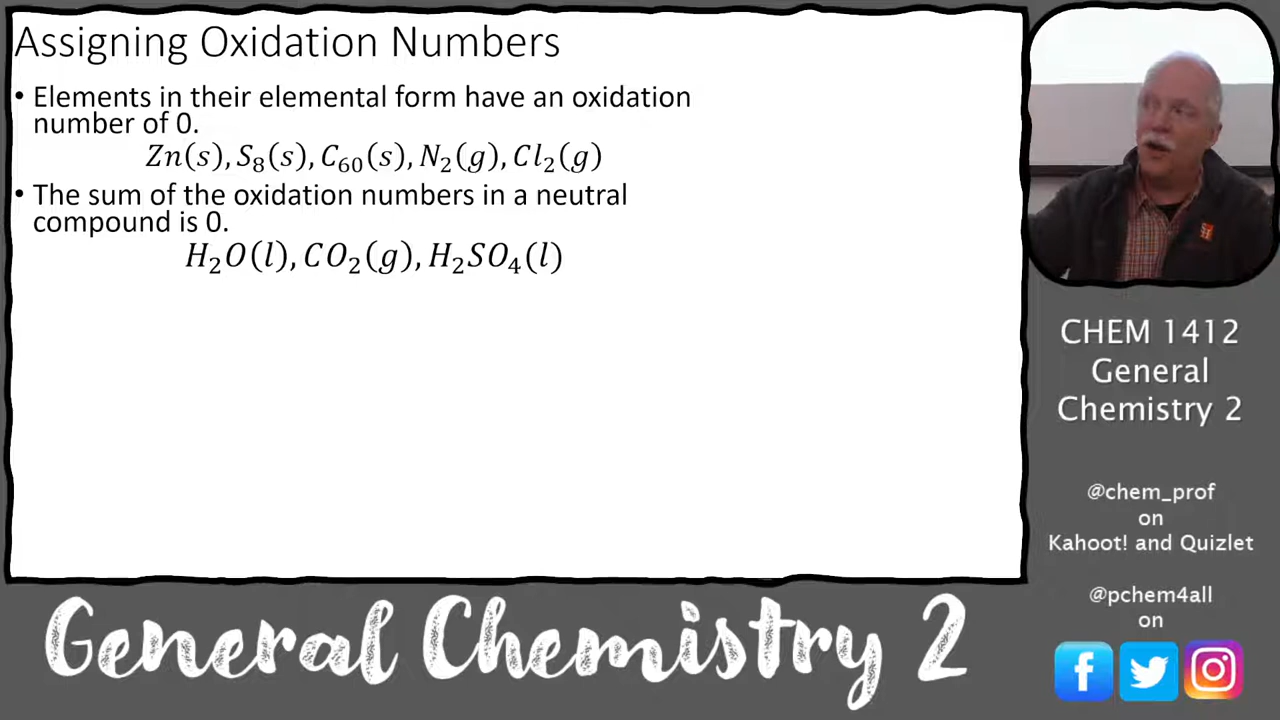 Assigning Oxidation Numbers
• Elements in their elemental form have an oxidation
number of 0.
Zn(s), S₈(s), C₆₀(s), N₂(g), Cl₂(g)
• The sum of the oxidation numbers in a neutral
compound is 0.
H₂O(l), CO₂(g), H₂SO₄(l)
CHEM 1412
General
Chemistry 2
@chem_prof
on
Kahoot! and Quizlet
@pchem4all
on
General Chemistry 2